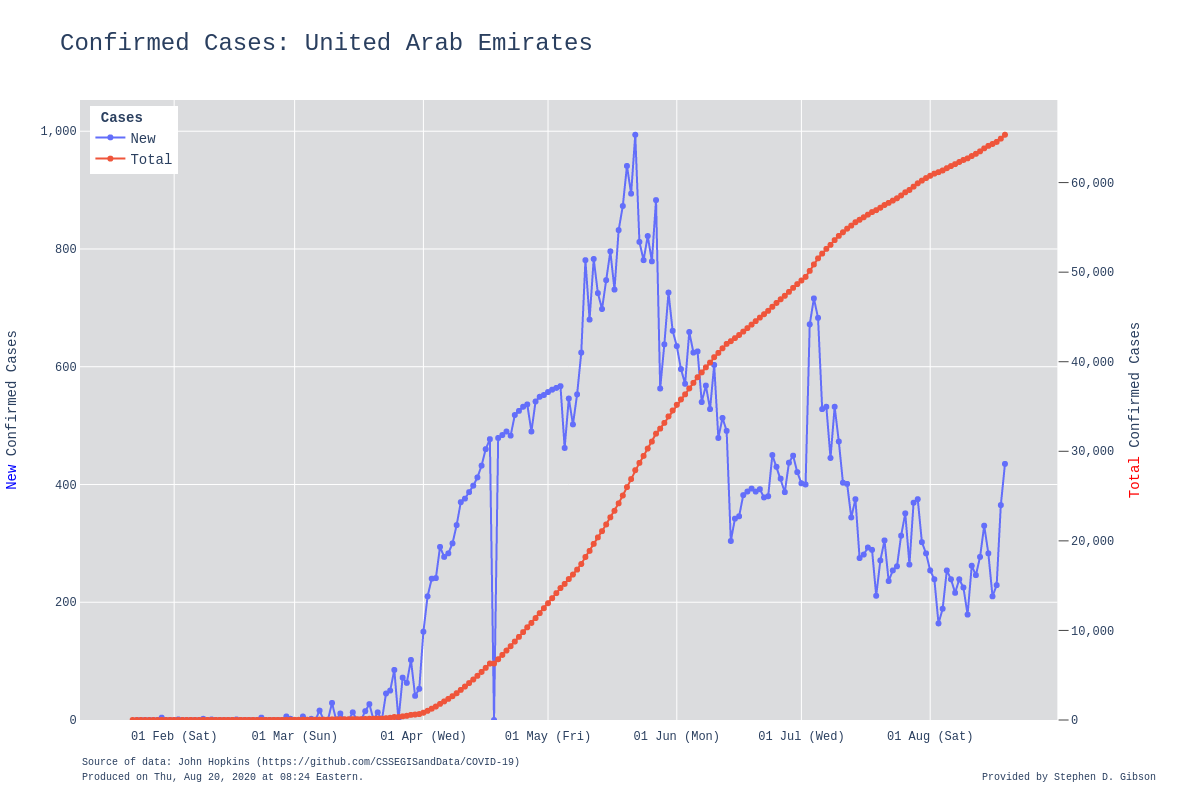 Confirmed Cases: United Arab Emirates
Cases
New
Total
1,000
800
600
400
200
0
60,000
50,000
40,000
30,000
20,000
10,000
0
New Confirmed Cases
Total Confirmed Cases
01 Feb (Sat)
01 Mar (Sun)
01 Apr (Wed)
01 May (Fri)
01 Jun (Mon)
01 Jul (Wed)
01 Aug (Sat)
Source of data: John Hopkins (https://github.com/CSSEGISandData/COVID-19)
Produced on Thu, Aug 20, 2020 at 08:24 Eastern.
Provided by Stephen D. Gibson